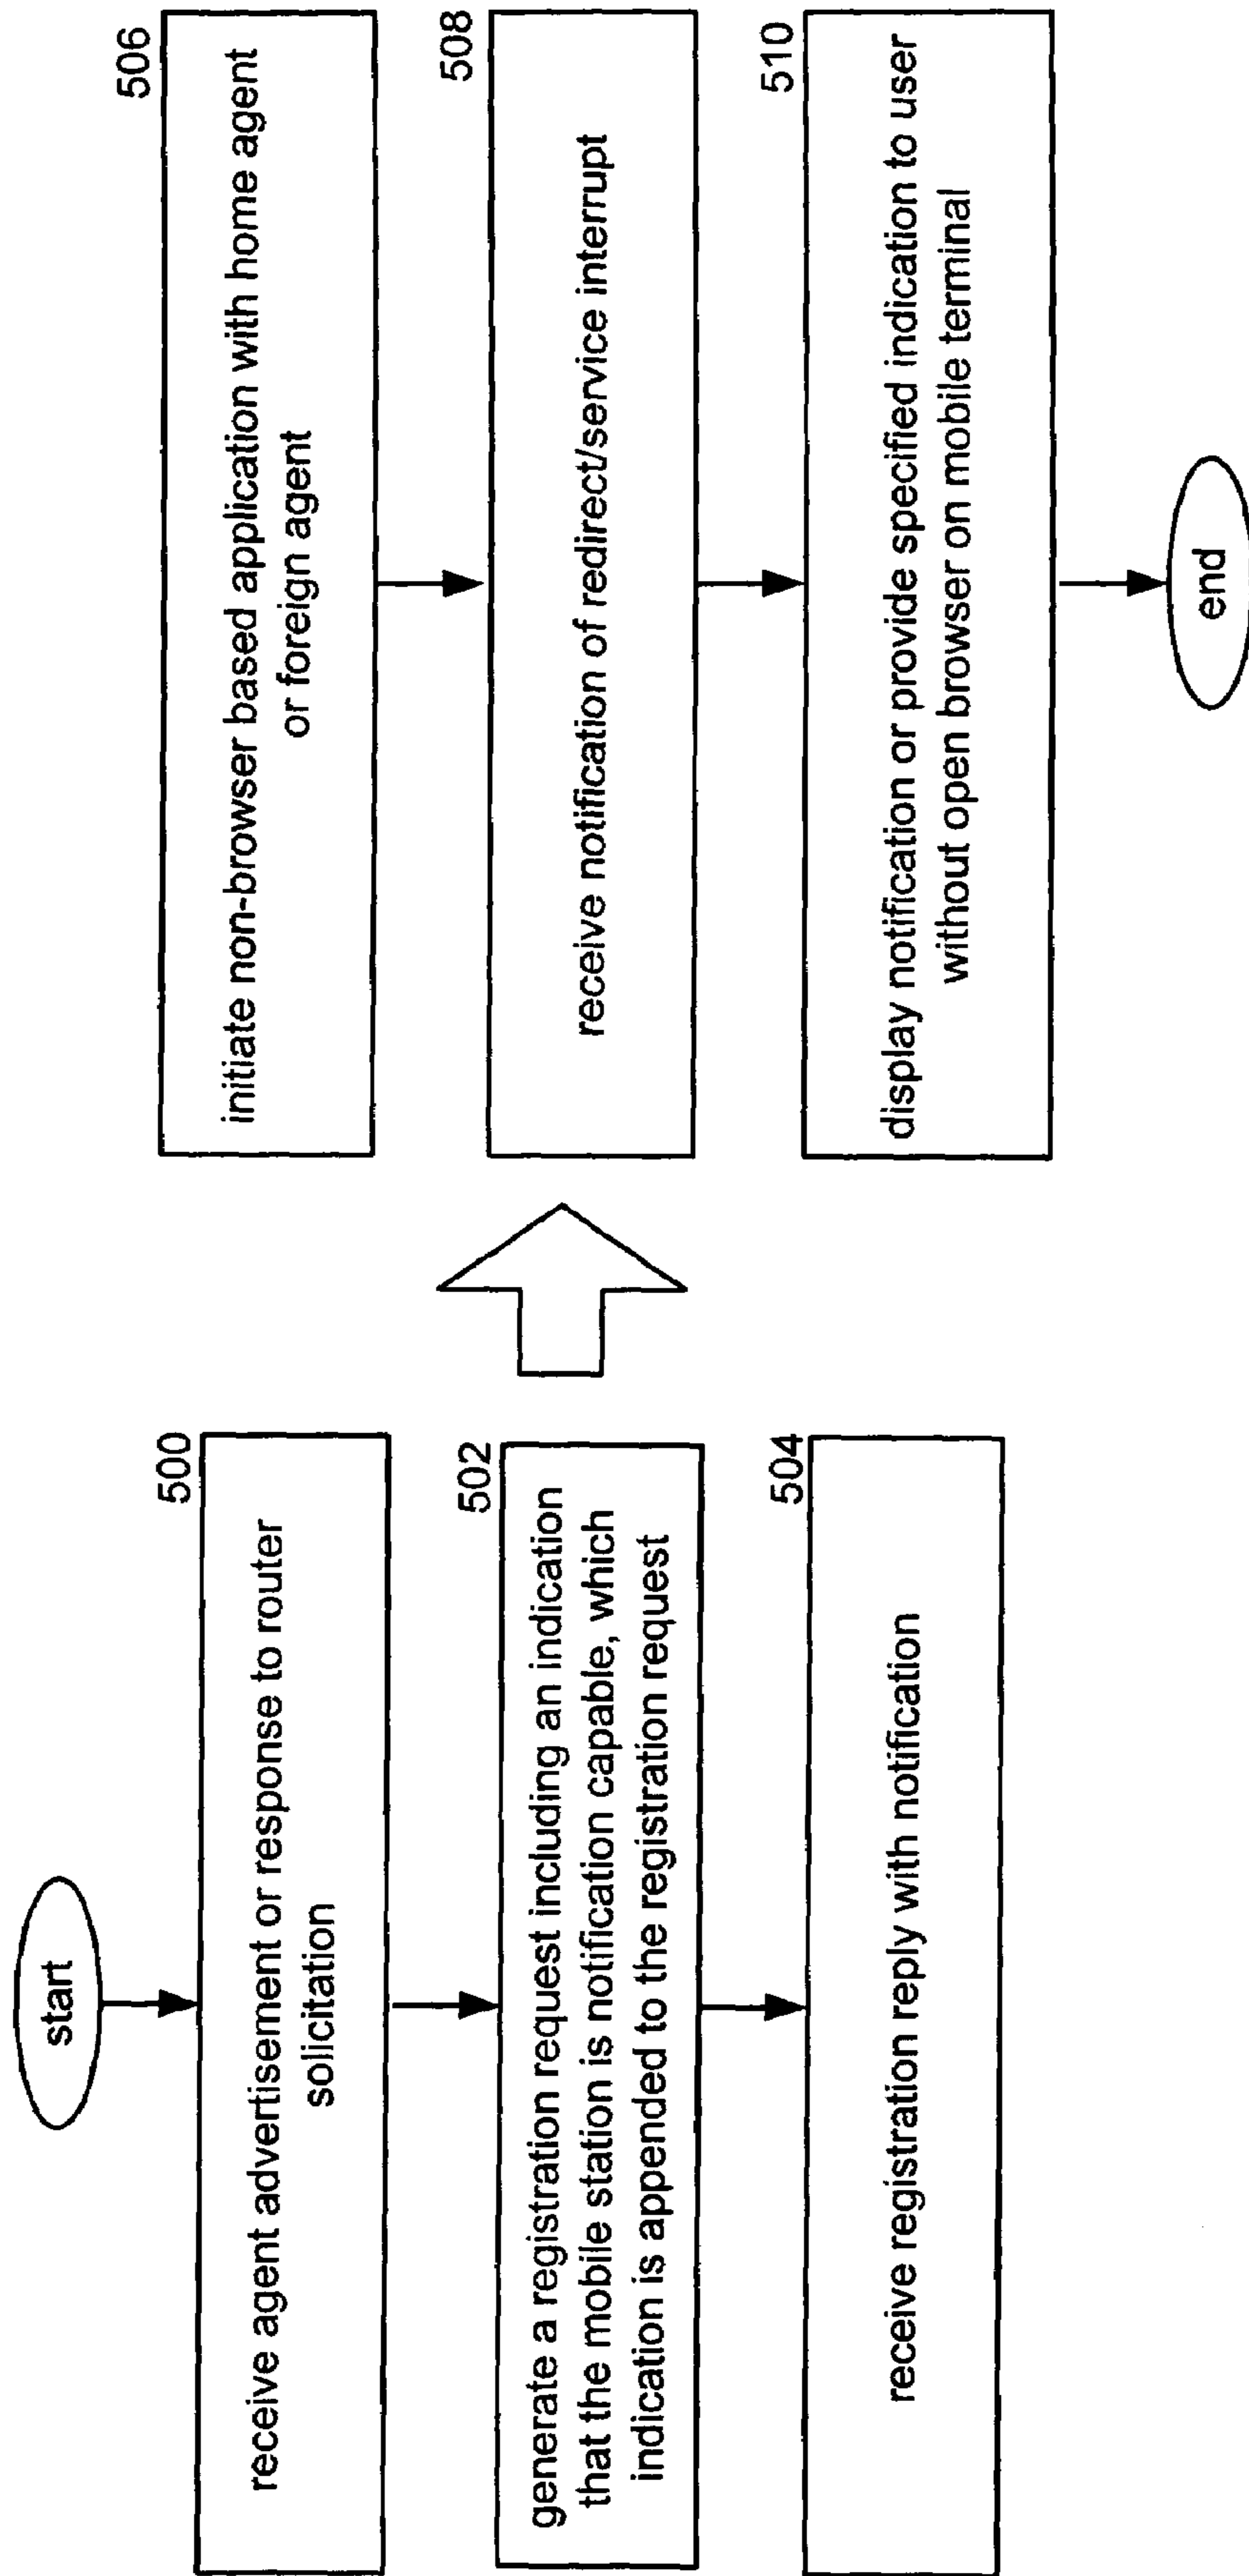 start
500
receive agent advertisement or response to router
solicitation
502
generate a registration request including an indication
that the mobile station is notification capable, which
indication is appended to the registration request
504
receive registration reply with notification
506
initiate non-browser based application with home agent
or foreign agent
508
receive notification of redirect/service interrupt
510
display notification or provide specified indication to user
without open browser on mobile terminal
end